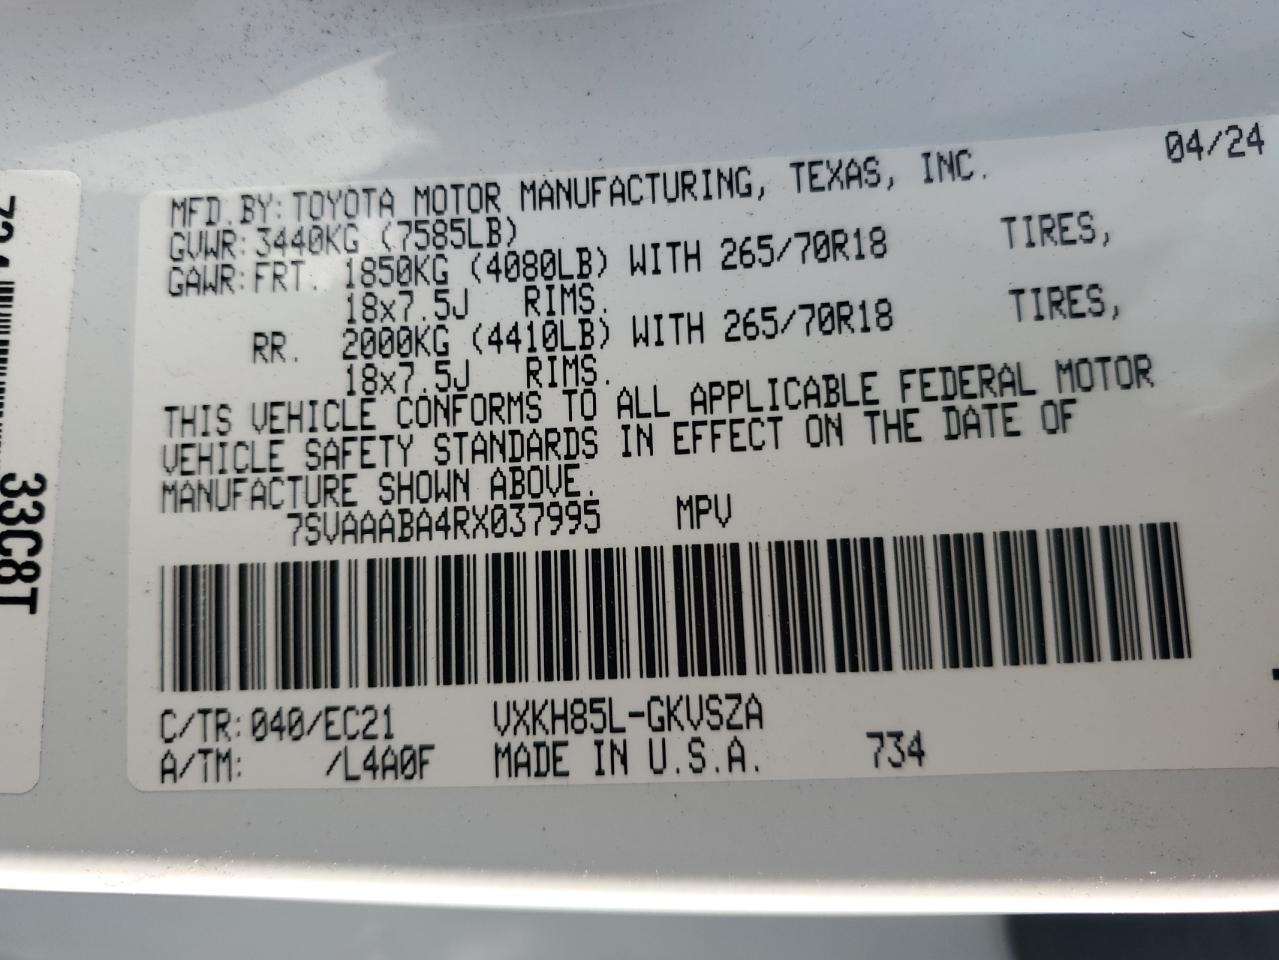 04/24
MFD.BY:TOYOTA MOTOR MANUFACTURING, TEXAS, INC.
GVWR:3440KG (7585LB)
GAWR:FRT. 1850KG (4080LB) WITH 265/70R18 TIRES,
18x7.5J RIMS.
RR. 2000KG (4410LB) WITH 265/70R18 TIRES,
18x7.5J RIMS.
THIS VEHICLE CONFORMS TO ALL APPLICABLE FEDERAL MOTOR
VEHICLE SAFETY STANDARDS IN EFFECT ON THE DATE OF
MANUFACTURE SHOWN ABOVE.
7SVAAABA4RX037995 MPV
C/TR:040/EC21 VXKH85L-GKVSZA
A/TM: /L4A0F MADE IN U.S.A. 734
33C8T